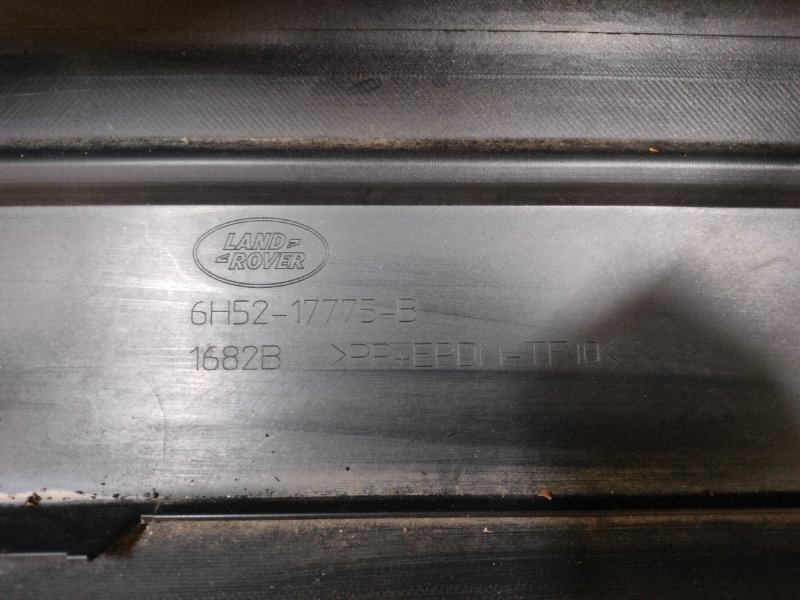 LAND
ROVER
6H52-17775-B
1682B >PP-EPDM-TF10<